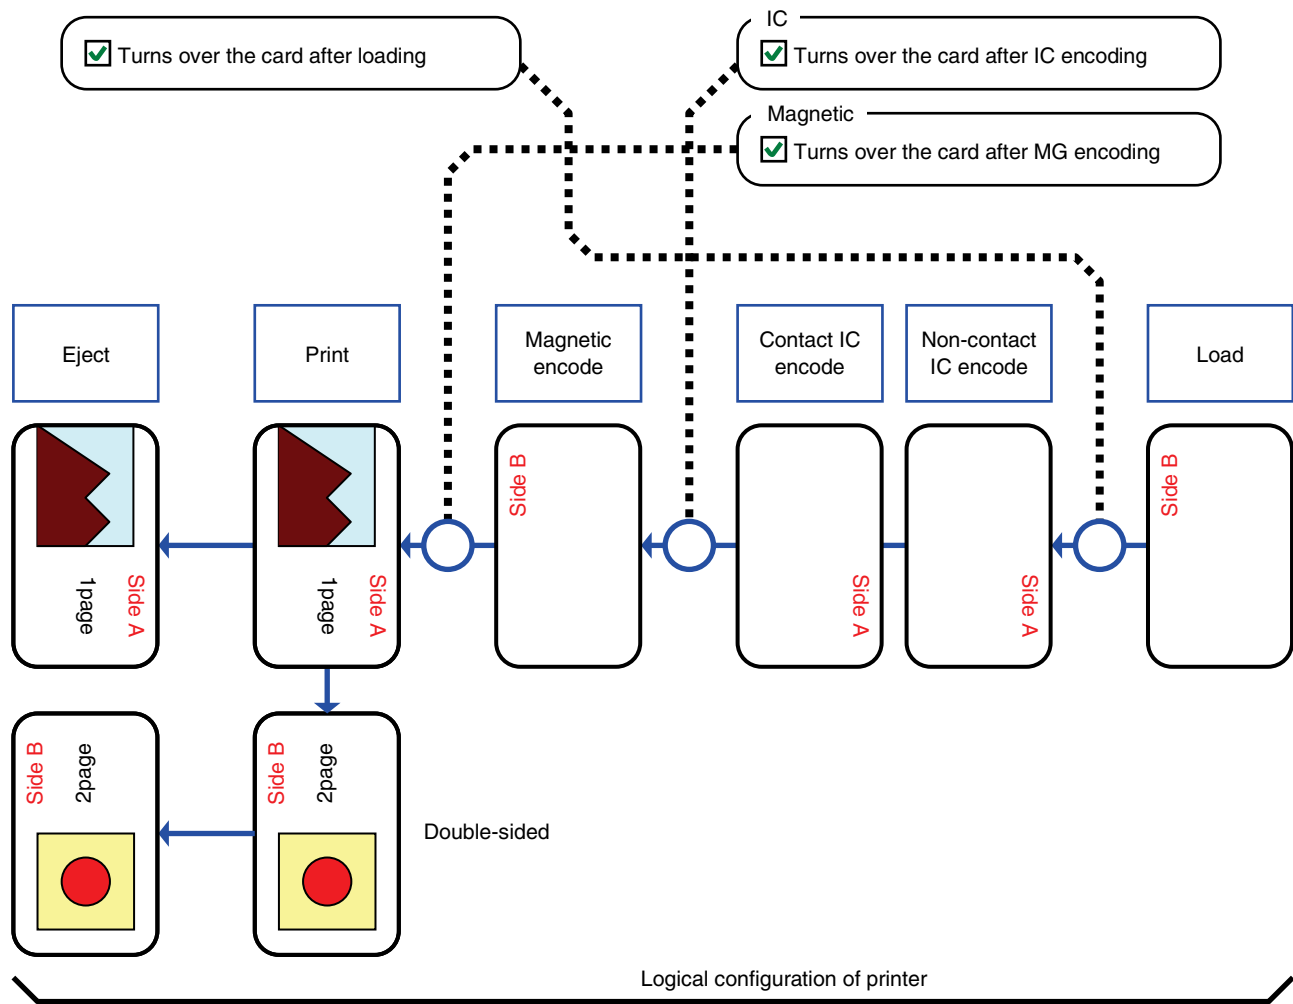 Turns over the card after loading
IC
Turns over the card after IC encoding
Magnetic
Turns over the card after MG encoding
Eject
Print
Magnetic
encode
Contact IC
encode
Non-contact
IC encode
Load
1page
Side A
1page
Side A
Side B
Side A
Side A
Side B
Side B
2page
Side B
2page
Double-sided
Logical configuration of printer